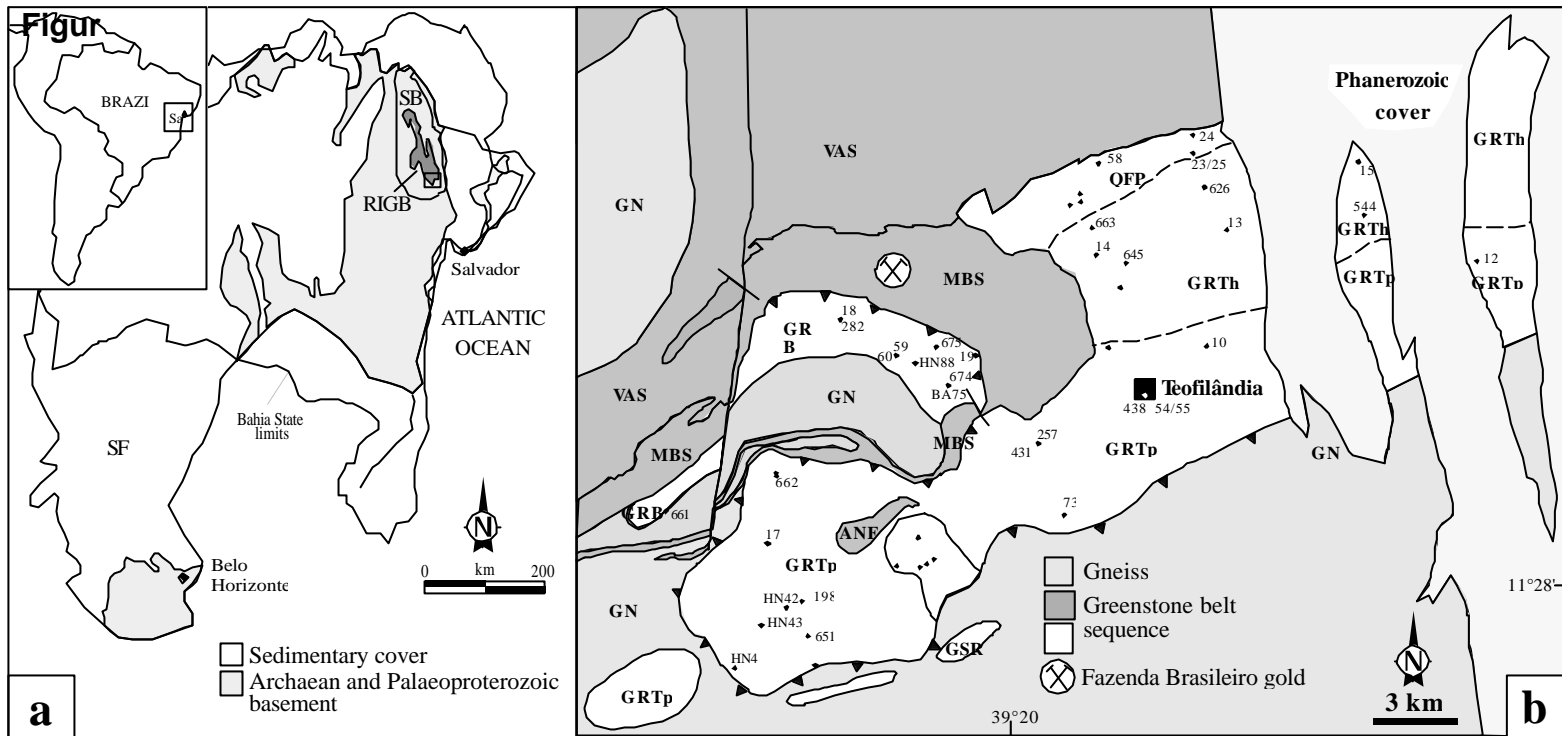 Figur
BRAZI
Sa
SB
RIGB
Salvador
ATLANTIC
OCEAN
Bahia State
limits
SF
N
Belo
Horizonte
0 km 200
Sedimentary cover
Archaean and Palaeoproterozoic
basement
a
Phanerozoic
cover
VAS
GN
24
58
23/25
QFP
626
663
13
14
645
GRTh
MBS
15
544
GRTh
GRTp
GRTh
12
GRTp
18
282
GR
B
59
60
675
HN88
19
674
BA75
10
Teofilândia
438 54/55
VAS
GN
MBS
257
431
GRTp
GN
MBS
662
GRB
661
73
17
ANF
GRTp
HN42
198
HN43
651
HN4
GN
GSR
GRTp
Gneiss
Greenstone belt
sequence
Fazenda Brasileiro gold
11°28'
39°20
N
3 km
b